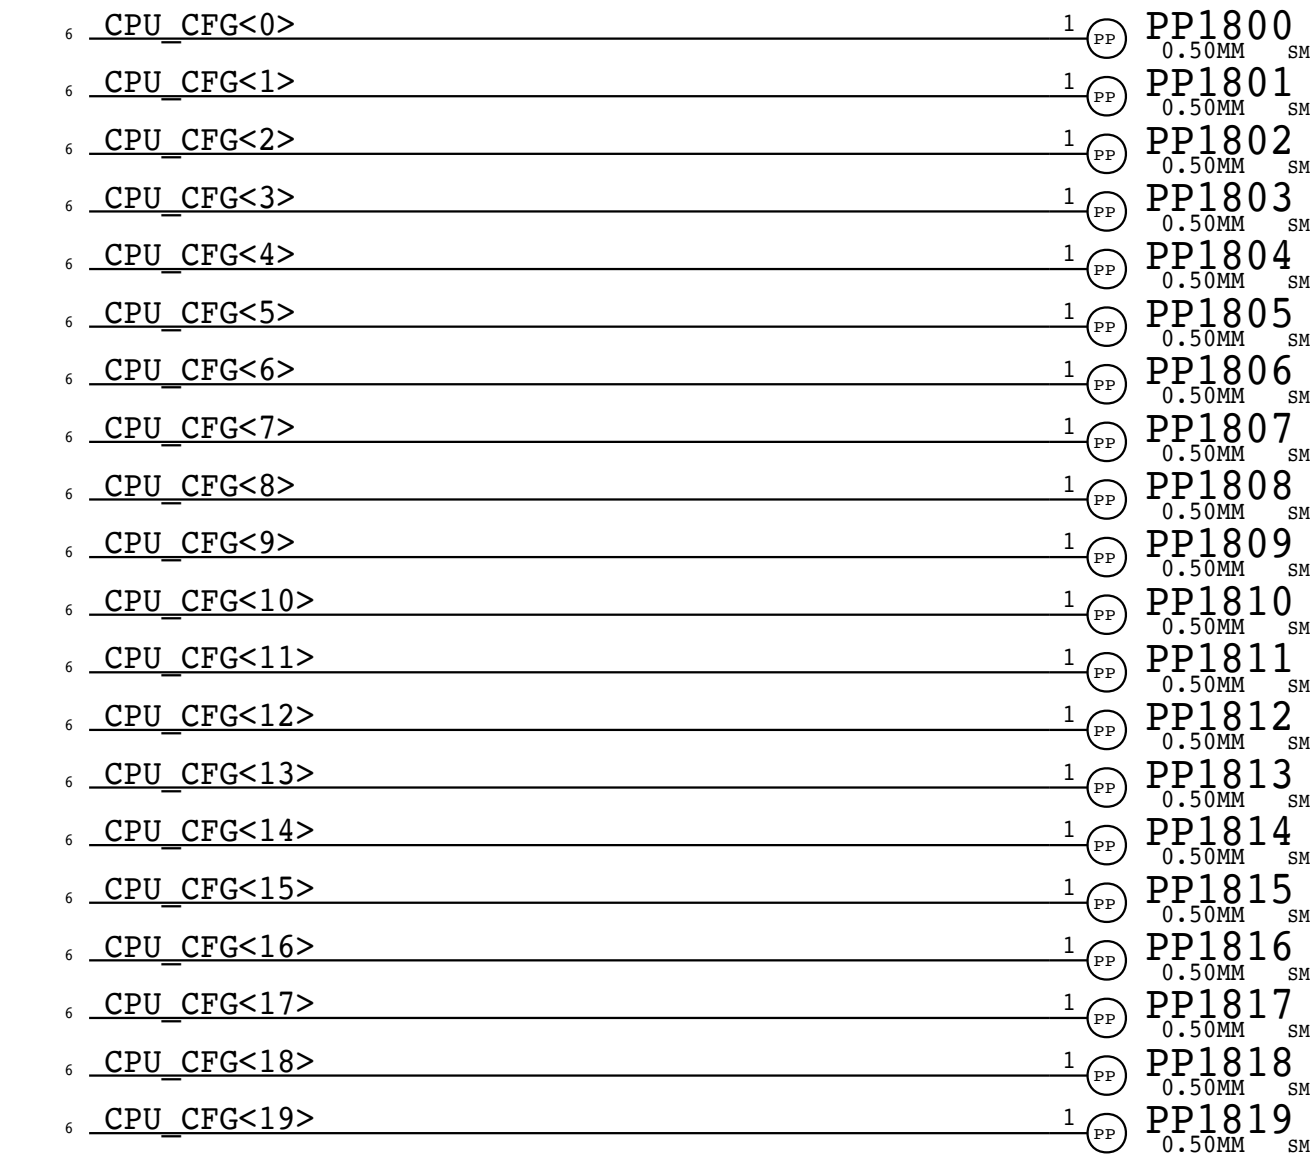 6 CPU_CFG<0> 1 PP PP1800
0.50MM SM
6 CPU_CFG<1> 1 PP PP1801
0.50MM SM
6 CPU_CFG<2> 1 PP PP1802
0.50MM SM
6 CPU_CFG<3> 1 PP PP1803
0.50MM SM
6 CPU_CFG<4> 1 PP PP1804
0.50MM SM
6 CPU_CFG<5> 1 PP PP1805
0.50MM SM
6 CPU_CFG<6> 1 PP PP1806
0.50MM SM
6 CPU_CFG<7> 1 PP PP1807
0.50MM SM
6 CPU_CFG<8> 1 PP PP1808
0.50MM SM
6 CPU_CFG<9> 1 PP PP1809
0.50MM SM
6 CPU_CFG<10> 1 PP PP1810
0.50MM SM
6 CPU_CFG<11> 1 PP PP1811
0.50MM SM
6 CPU_CFG<12> 1 PP PP1812
0.50MM SM
6 CPU_CFG<13> 1 PP PP1813
0.50MM SM
6 CPU_CFG<14> 1 PP PP1814
0.50MM SM
6 CPU_CFG<15> 1 PP PP1815
0.50MM SM
6 CPU_CFG<16> 1 PP PP1816
0.50MM SM
6 CPU_CFG<17> 1 PP PP1817
0.50MM SM
6 CPU_CFG<18> 1 PP PP1818
0.50MM SM
6 CPU_CFG<19> 1 PP PP1819
0.50MM SM